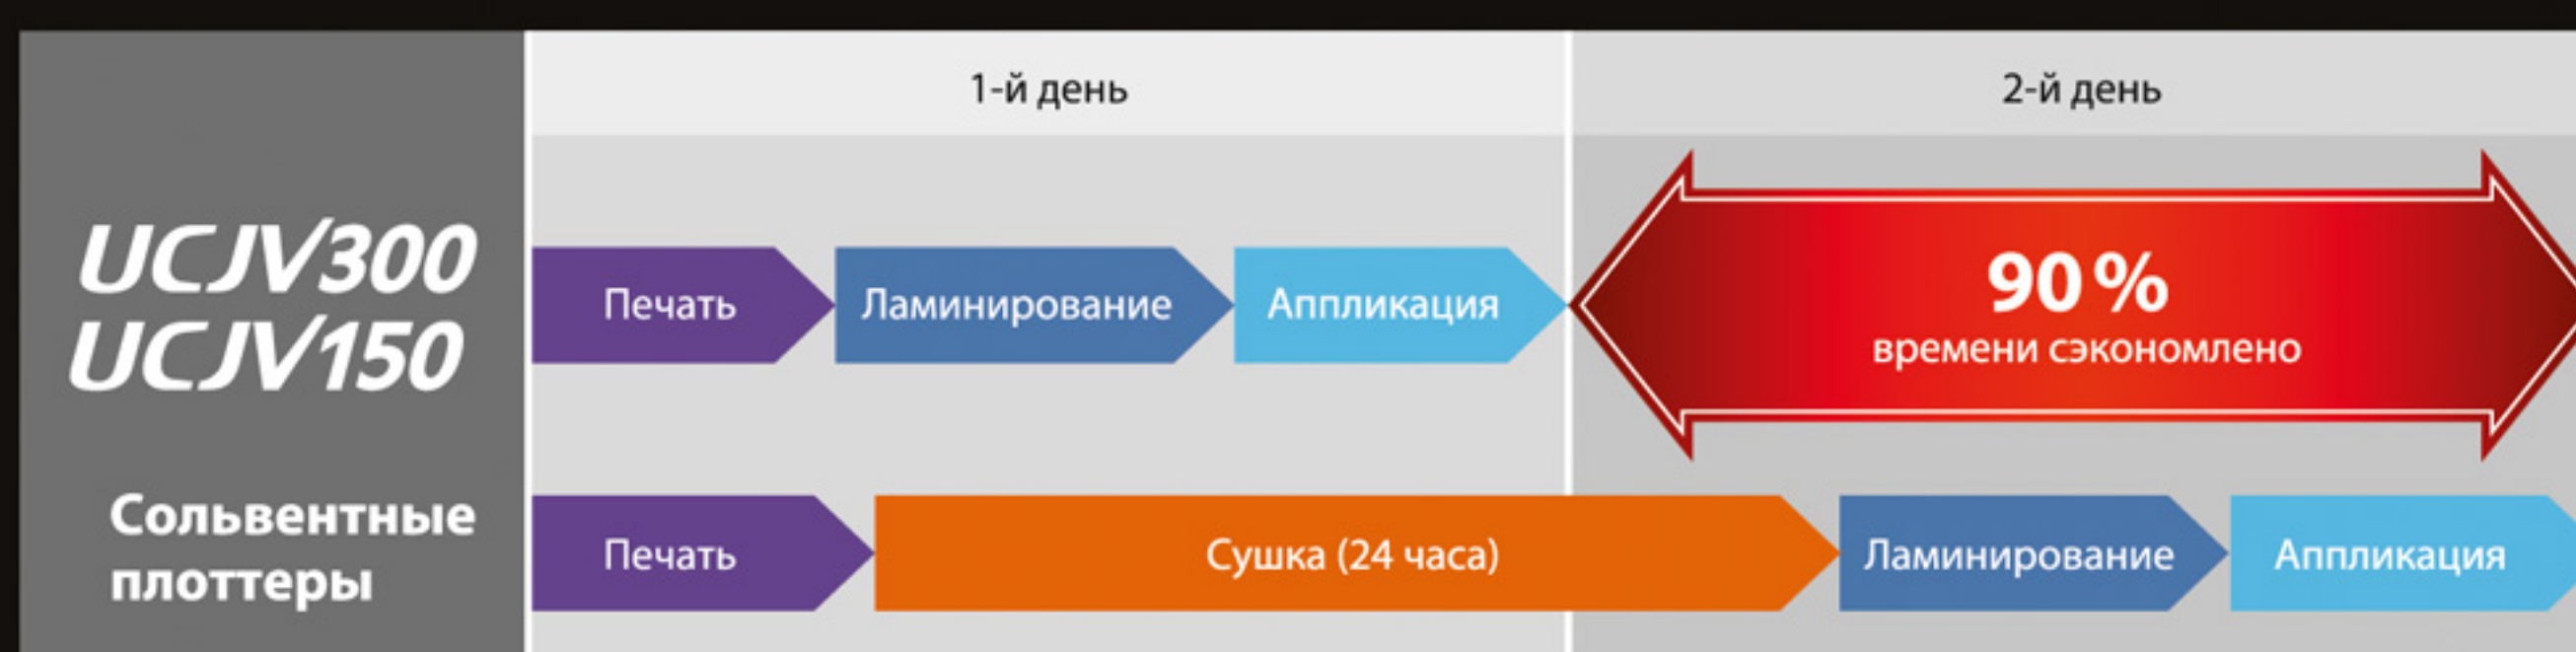 1-й день
2-й день
UCJV300
UCJV150
Печать
Ламинирование
Аппликация
90 %
времени сэкономлено
Сольвентные
плоттеры
Печать
Сушка (24 часа)
Ламинирование
Аппликация